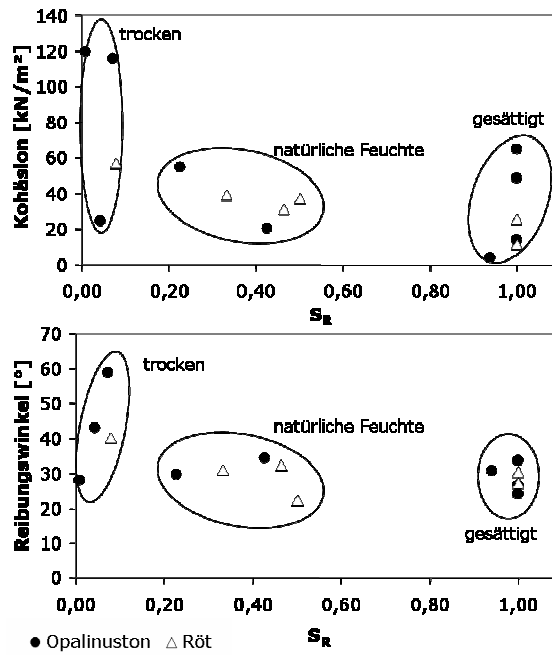 140
120
100
80
60
40
20
0
Kohäsion [kN/m²]
trocken
natürliche Feuchte
gesättigt
0,00 0,20 0,40 0,60 0,80 1,00
S_R
70
60
50
40
30
20
10
0
Reibungswinkel [°]
trocken
natürliche Feuchte
gesättigt
0,00 0,20 0,40 0,60 0,80 1,00
S_R
● Opalinuston △ Röt